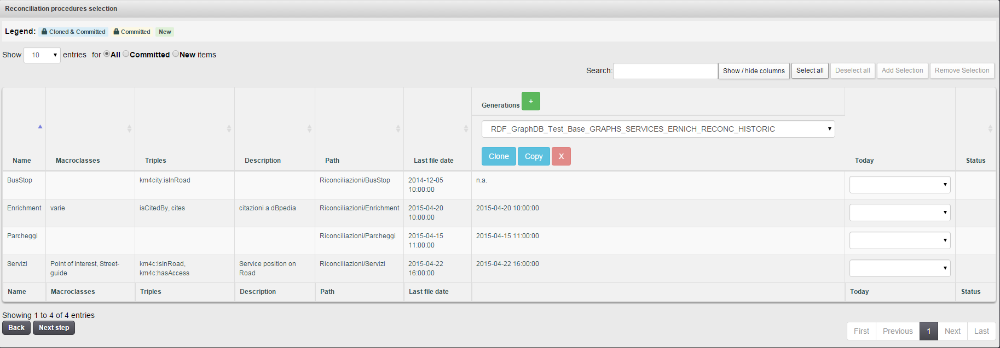 Reconciliation procedures selection
Legend: Cloned & Committed Committed New
Show 10 entries for All Committed New items
Search: Show / hide columns Select all Deselect all Add Selection Remove Selection
Generations +
RDF_GraphDB_Test_Base_GRAPHS_SERVICES_ERNICH_RECONC_HISTORIC
Clone Copy X
Name Macroclasses Triples Description Path Last file date Today Status
BusStop km4city:isInRoad Riconciliazioni/BusStop 2014-12-05 n.a.
10:00:00
Enrichment varie isCitedBy, cites citazioni a dBpedia Riconciliazioni/Enrichment 2015-04-20 2015-04-20 10:00:00
10:00:00
Parcheggi Riconciliazioni/Parcheggi 2015-04-15 2015-04-15 11:00:00
11:00:00
Servizi Point of Interest, Street- km4c:isInRoad, Service position on Riconciliazioni/Servizi 2015-04-22 2015-04-22 16:00:00
guide km4c:hasAccess Road 16:00:00
Name Macroclasses Triples Description Path Last file date Today Status
Showing 1 to 4 of 4 entries
Back Next step
First Previous 1 Next Last